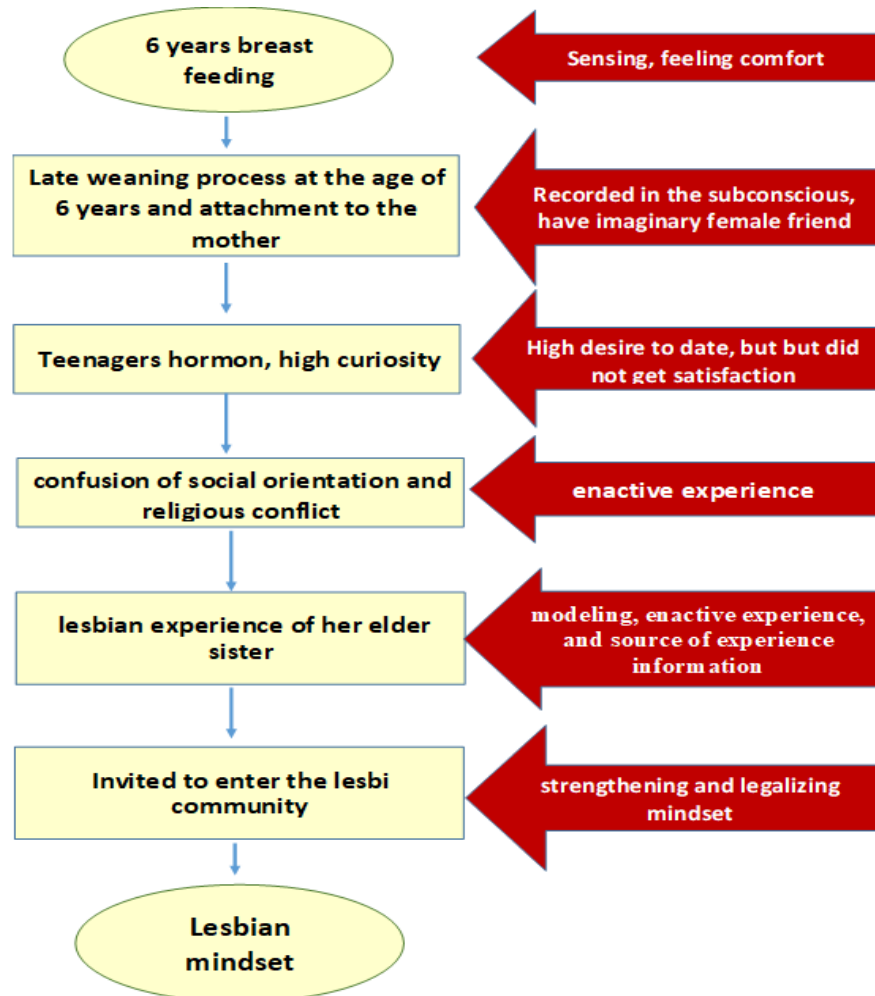 6 years breast
feeding
Sensing, feeling comfort
Late weaning process at the age of
6 years and attachment to the
mother
Recorded in the subconscious,
have imaginary female friend
Teenagers hormon, high curiosity
High desire to date, but but did
not get satisfaction
confusion of social orientation and
religious conflict
enactive experience
lesbian experience of her elder
sister
modeling, enactive experience,
and source of experience
information
Invited to enter the lesbi
community
strengthening and legalizing
mindset
Lesbian
mindset